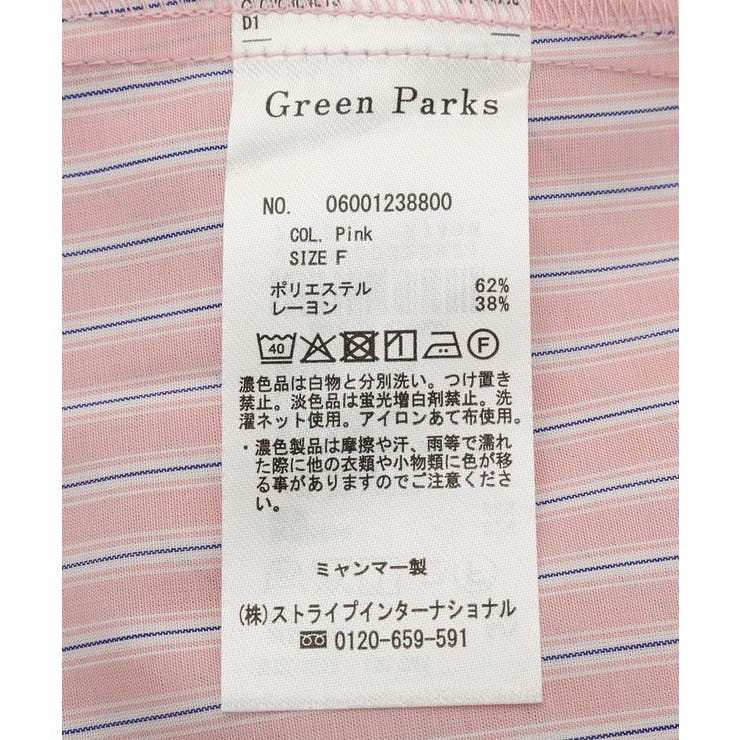 D1
Green Parks
NO. 06001238800
COL. Pink
SIZE F
ポリエステル 62%
レーヨン 38%
40 F
濃色品は白物と分別洗い。つけ置き
禁止。淡色品は蛍光増白剤禁止。洗
濯ネット使用。アイロンあて布使用。
・濃色製品は摩擦や汗、雨等で濡れ
た際に他の衣類や小物類に色が移
る事がありますのでご注意くださ
い。
ミャンマー製
(株)ストライプインターナショナル
0120-659-591